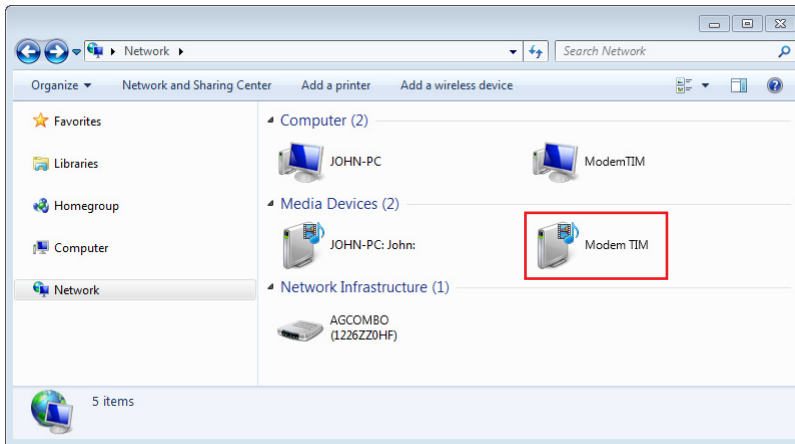 Network
Search Network
Organize
Network and Sharing Center
Add a printer
Add a wireless device
Favorites
Libraries
Homegroup
Computer
Network
Computer (2)
JOHN-PC
ModemTIM
Media Devices (2)
JOHN-PC: John:
Modem TIM
Network Infrastructure (1)
AGCOMBO
(1226ZZ0HF)
5 items